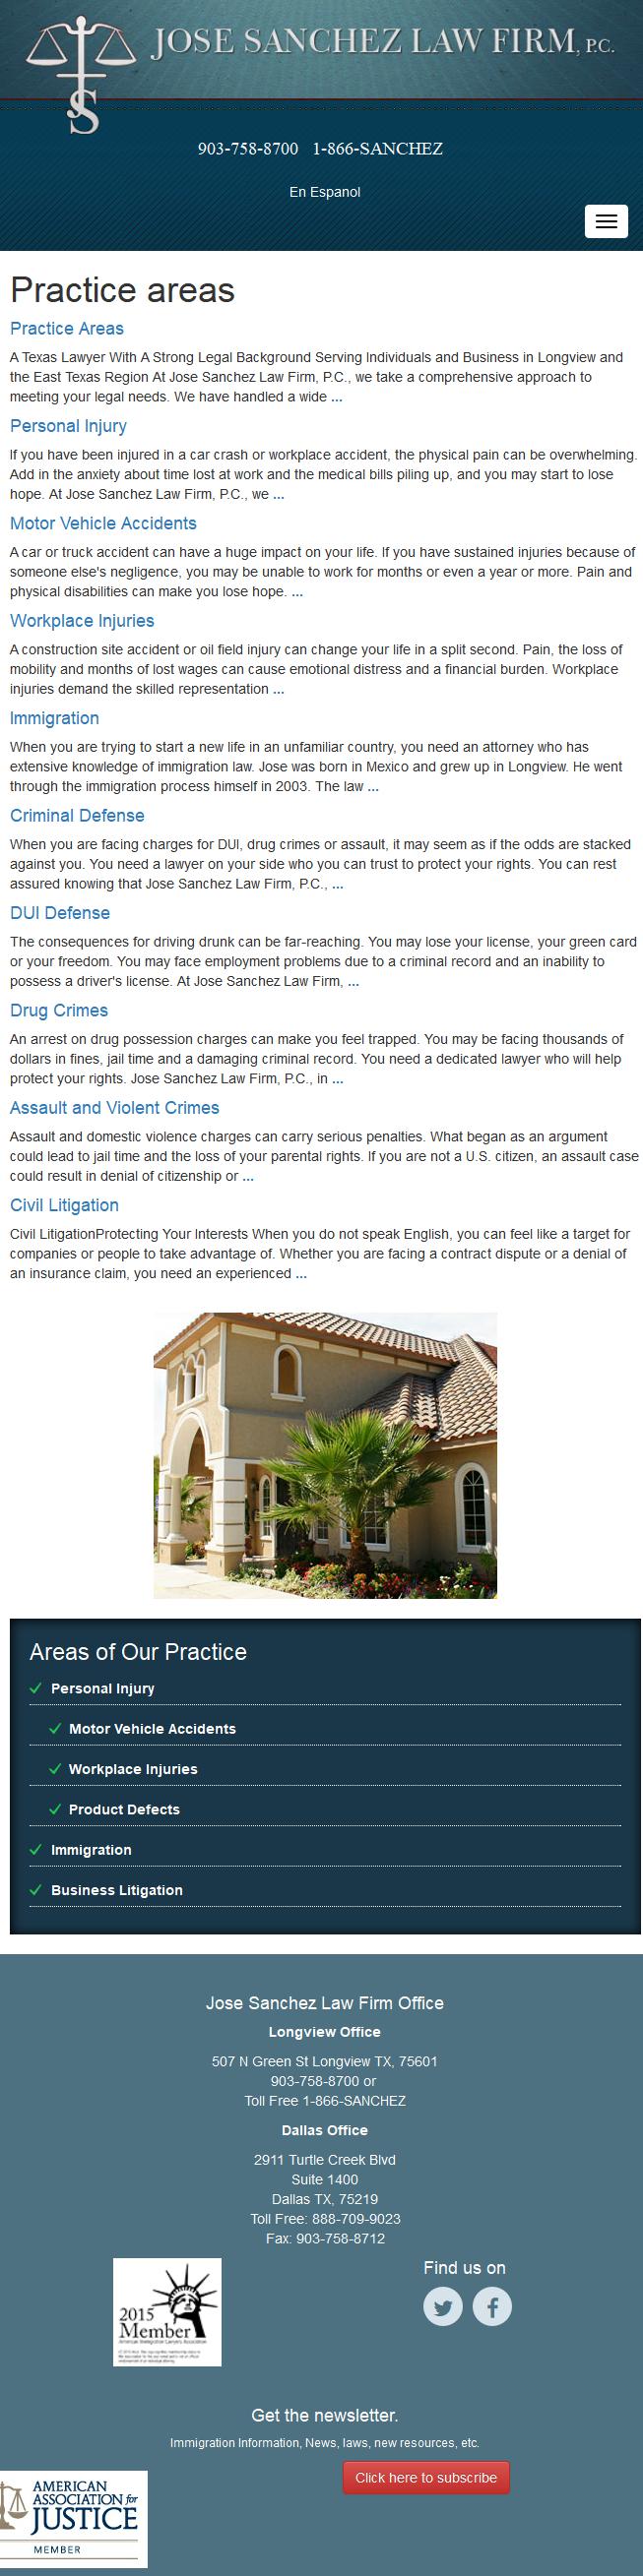 JOSE SANCHEZ LAW FIRM, P.C.
S
903-758-8700 1-866-SANCHEZ
En Espanol
Practice areas
Practice Areas
A Texas Lawyer With A Strong Legal Background Serving Individuals and Business in Longview and
the East Texas Region At Jose Sanchez Law Firm, P.C., we take a comprehensive approach to
meeting your legal needs. We have handled a wide ...
Personal Injury
If you have been injured in a car crash or workplace accident, the physical pain can be overwhelming.
Add in the anxiety about time lost at work and the medical bills piling up, and you may start to lose
hope. At Jose Sanchez Law Firm, P.C., we ...
Motor Vehicle Accidents
A car or truck accident can have a huge impact on your life. If you have sustained injuries because of
someone else's negligence, you may be unable to work for months or even a year or more. Pain and
physical disabilities can make you lose hope. ...
Workplace Injuries
A construction site accident or oil field injury can change your life in a split second. Pain, the loss of
mobility and months of lost wages can cause emotional distress and a financial burden. Workplace
injuries demand the skilled representation ...
Immigration
When you are trying to start a new life in an unfamiliar country, you need an attorney who has
extensive knowledge of immigration law. Jose was born in Mexico and grew up in Longview. He went
through the immigration process himself in 2003. The law ...
Criminal Defense
When you are facing charges for DUI, drug crimes or assault, it may seem as if the odds are stacked
against you. You need a lawyer on your side who you can trust to protect your rights. You can rest
assured knowing that Jose Sanchez Law Firm, P.C., ...
DUI Defense
The consequences for driving drunk can be far-reaching. You may lose your license, your green card
or your freedom. You may face employment problems due to a criminal record and an inability to
possess a driver's license. At Jose Sanchez Law Firm, ...
Drug Crimes
An arrest on drug possession charges can make you feel trapped. You may be facing thousands of
dollars in fines, jail time and a damaging criminal record. You need a dedicated lawyer who will help
protect your rights. Jose Sanchez Law Firm, P.C., in ...
Assault and Violent Crimes
Assault and domestic violence charges can carry serious penalties. What began as an argument
could lead to jail time and the loss of your parental rights. If you are not a U.S. citizen, an assault case
could result in denial of citizenship or ...
Civil Litigation
Civil LitigationProtecting Your Interests When you do not speak English, you can feel like a target for
companies or people to take advantage of. Whether you are facing a contract dispute or a denial of
an insurance claim, you need an experienced ...
Areas of Our Practice
Personal Injury
Motor Vehicle Accidents
Workplace Injuries
Product Defects
Immigration
Business Litigation
Jose Sanchez Law Firm Office
Longview Office
507 N Green St Longview TX, 75601
903-758-8700 or
Toll Free 1-866-SANCHEZ
Dallas Office
2911 Turtle Creek Blvd
Suite 1400
Dallas TX, 75219
Toll Free: 888-709-9023
Fax: 903-758-8712
2015
Member
American Immigration Lawyers Association
Find us on
Get the newsletter.
Immigration Information, News, laws, new resources, etc.
Click here to subscribe
AMERICAN
ASSOCIATION for
JUSTICE
MEMBER